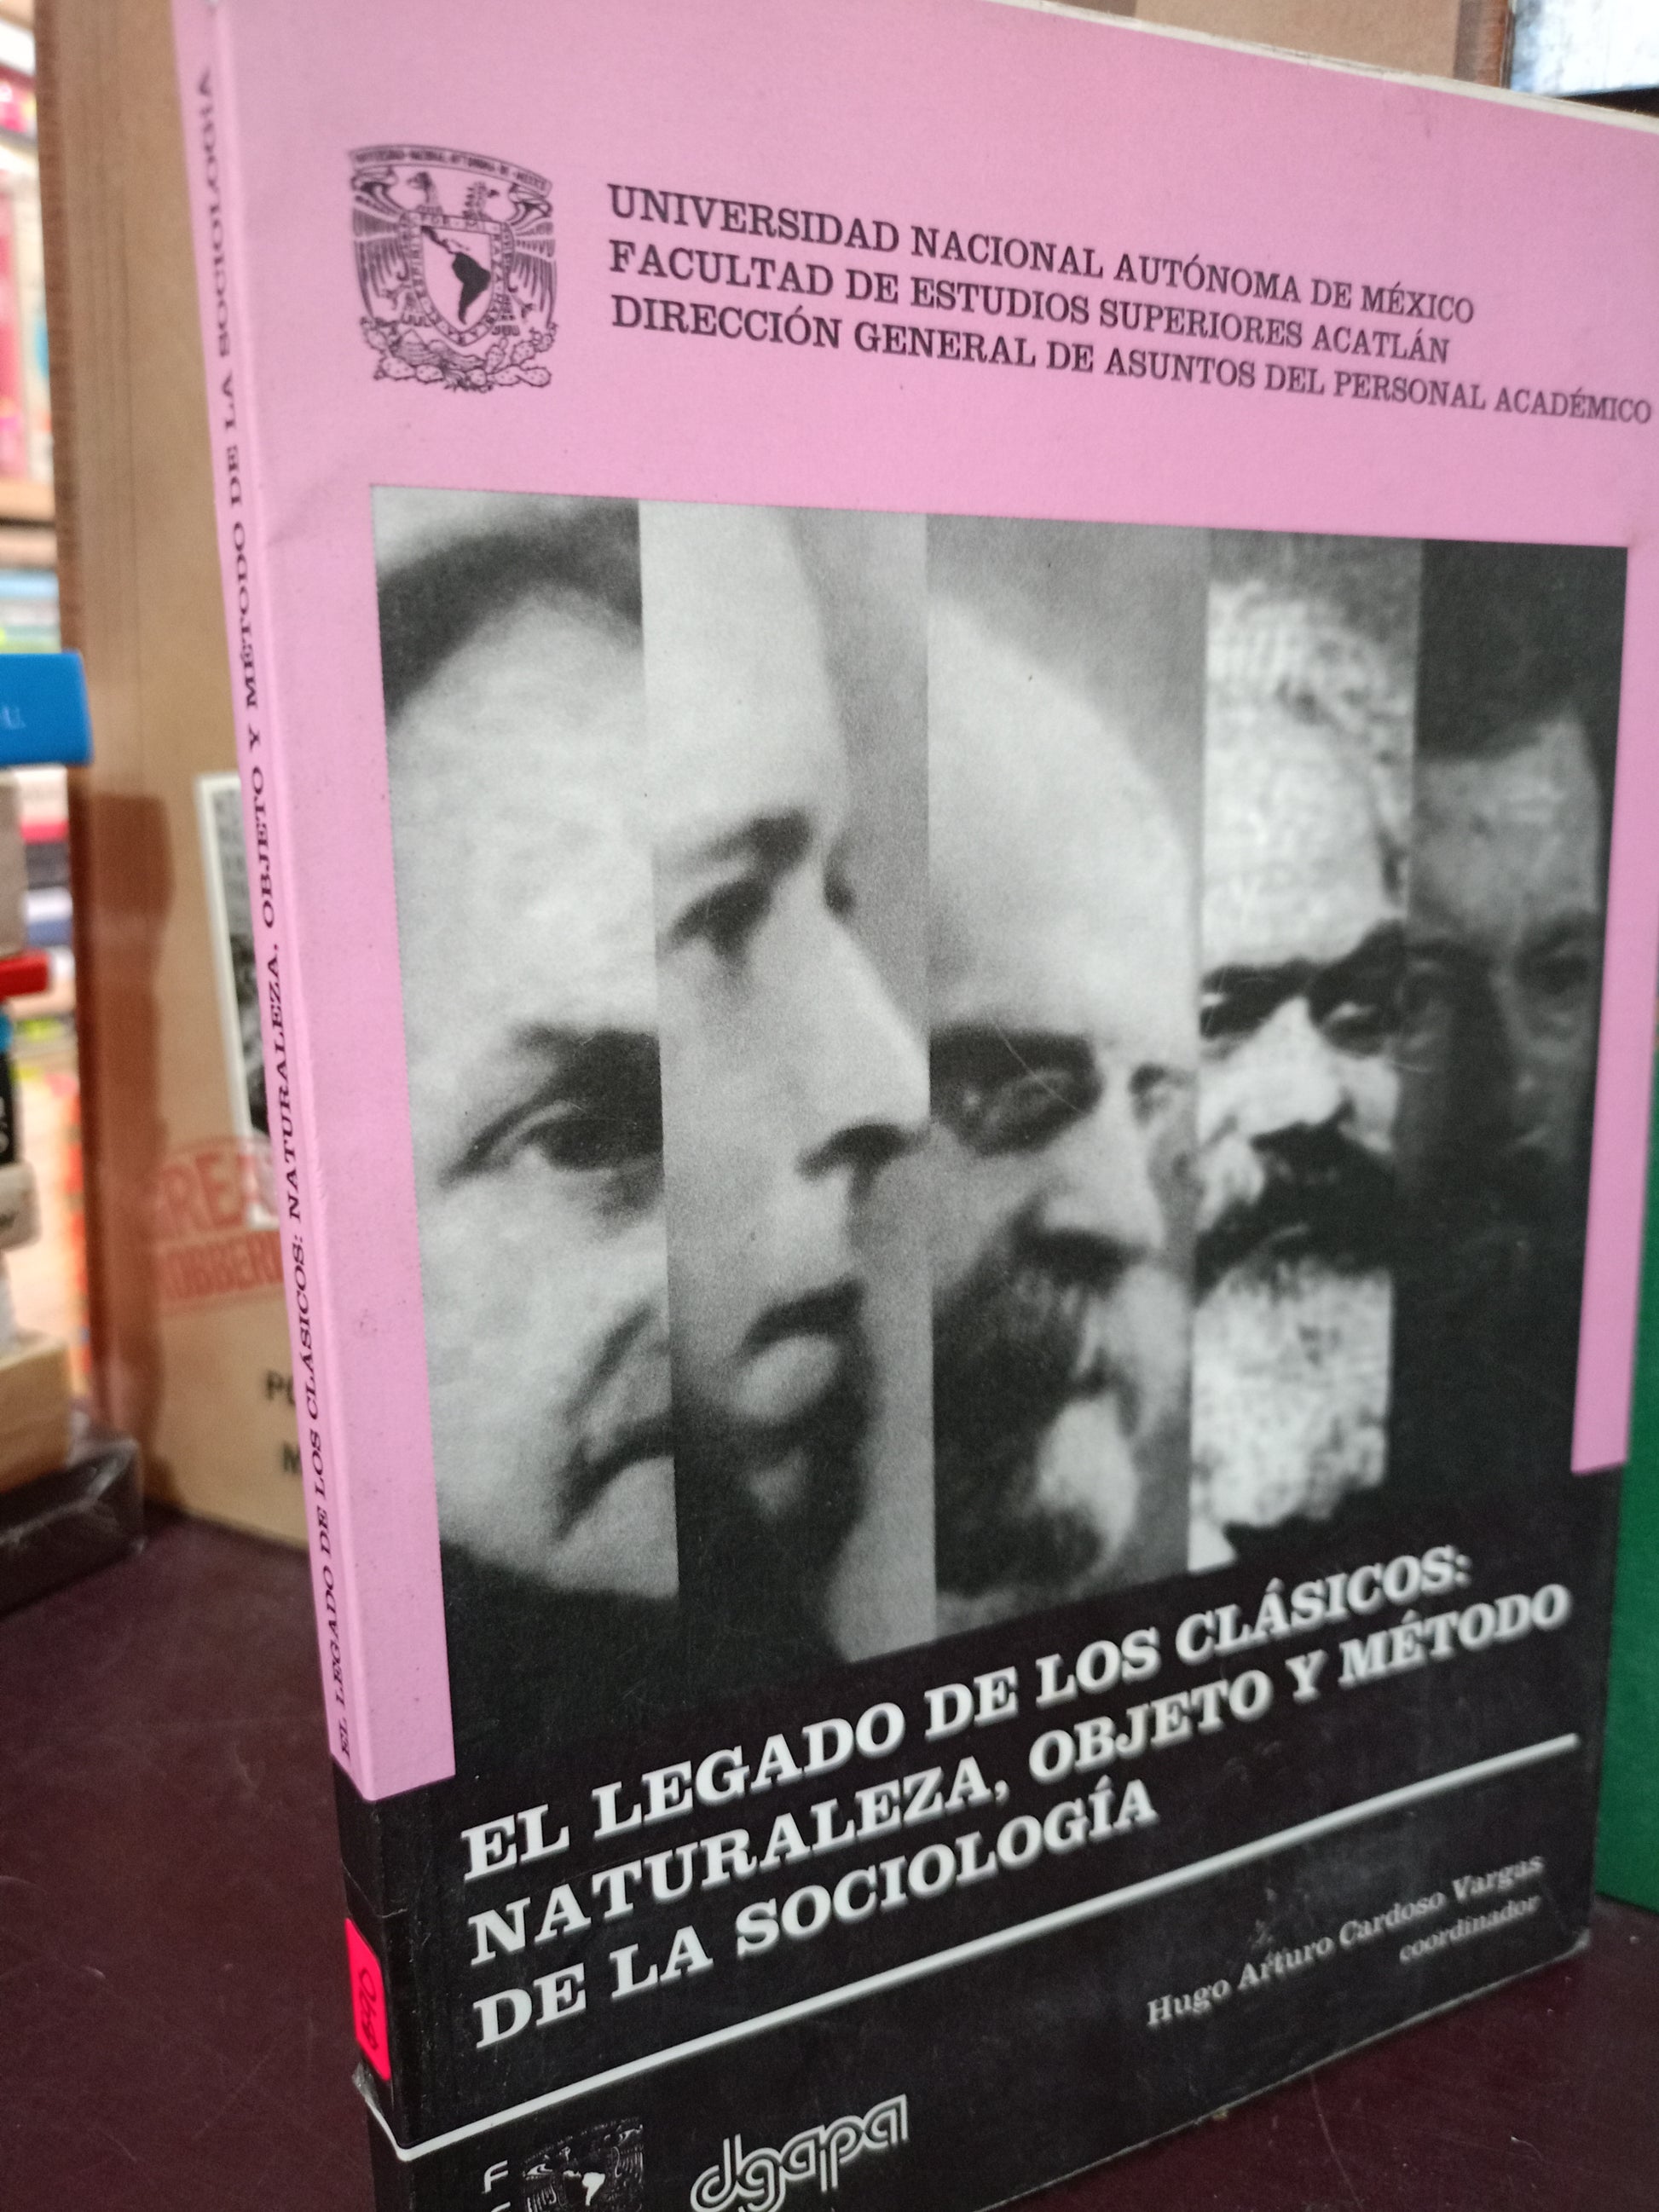 UNIVERSIDAD NACIONAL AUTÓNOMA DE MÉXICO
FACULTAD DE ESTUDIOS SUPERIORES ACATLÁN
DIRECCIÓN GENERAL DE ASUNTOS DEL PERSONAL ACADÉMICO
EL LEGADO DE LOS CLÁSICOS: NATURALEZA, OBJETO Y MÉTODO DE LA SOCIOLOGÍA
EL LEGADO DE LOS CLÁSICOS:
NATURALEZA, OBJETO Y MÉTODO
DE LA SOCIOLOGÍA
Hugo Arturo Cardoso Vargas
coordinador
F
dgapa